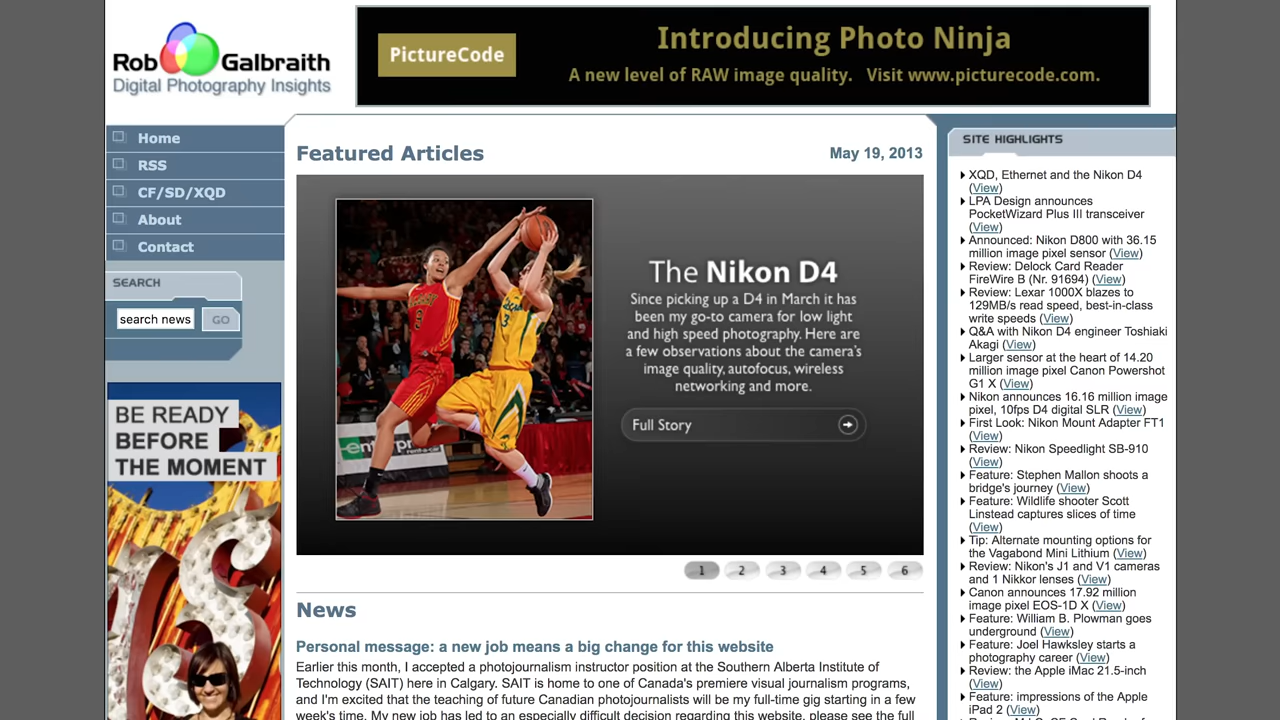 Rob Galbraith
Digital Photography Insights
PictureCode
Introducing Photo Ninja
A new level of RAW image quality. Visit www.picturecode.com.
Home
RSS
CF/SD/XQD
About
Contact
SEARCH
search news
GO
BE READY
BEFORE
THE MOMENT
Featured Articles
May 19, 2013
The Nikon D4
Since picking up a D4 in March it has
been my go-to camera for low light
and high speed photography. Here are
a few observations about the camera's
image quality, autofocus, wireless
networking and more.
Full Story
1 2 3 4 5 6
News
Personal message: a new job means a big change for this website
Earlier this month, I accepted a photojournalism instructor position at the Southern Alberta Institute of
Technology (SAIT) here in Calgary. SAIT is home to one of Canada's premiere visual journalism programs,
and I'm excited that the teaching of future Canadian photojournalists will be my full-time gig starting in a few
week's time. My new job has led to an especially difficult decision regarding this website, please see the full
SITE HIGHLIGHTS
XQD, Ethernet and the Nikon D4
(View)
LPA Design announces
PocketWizard Plus III transceiver
(View)
Announced: Nikon D800 with 36.15
million image pixel sensor (View)
Review: Delock Card Reader
FireWire B (Nr. 91694) (View)
Review: Lexar 1000X blazes to
129MB/s read speed, best-in-class
write speeds (View)
Q&A with Nikon D4 engineer Toshiaki
Akagi (View)
Larger sensor at the heart of 14.20
million image pixel Canon Powershot
G1 X (View)
Nikon announces 16.16 million image
pixel, 10fps D4 digital SLR (View)
First Look: Nikon Mount Adapter FT1
(View)
Review: Nikon Speedlight SB-910
(View)
Feature: Stephen Mallon shoots a
bridge's journey (View)
Feature: Wildlife shooter Scott
Linstead captures slices of time
(View)
Tip: Alternate mounting options for
the Vagabond Mini Lithium (View)
Review: Nikon's J1 and V1 cameras
and 1 Nikkor lenses (View)
Canon announces 17.92 million
image pixel EOS-1D X (View)
Feature: William B. Plowman goes
underground (View)
Feature: Joel Hawksley starts a
photography career (View)
Review: the Apple iMac 21.5-inch
(View)
Feature: impressions of the Apple
iPad 2 (View)